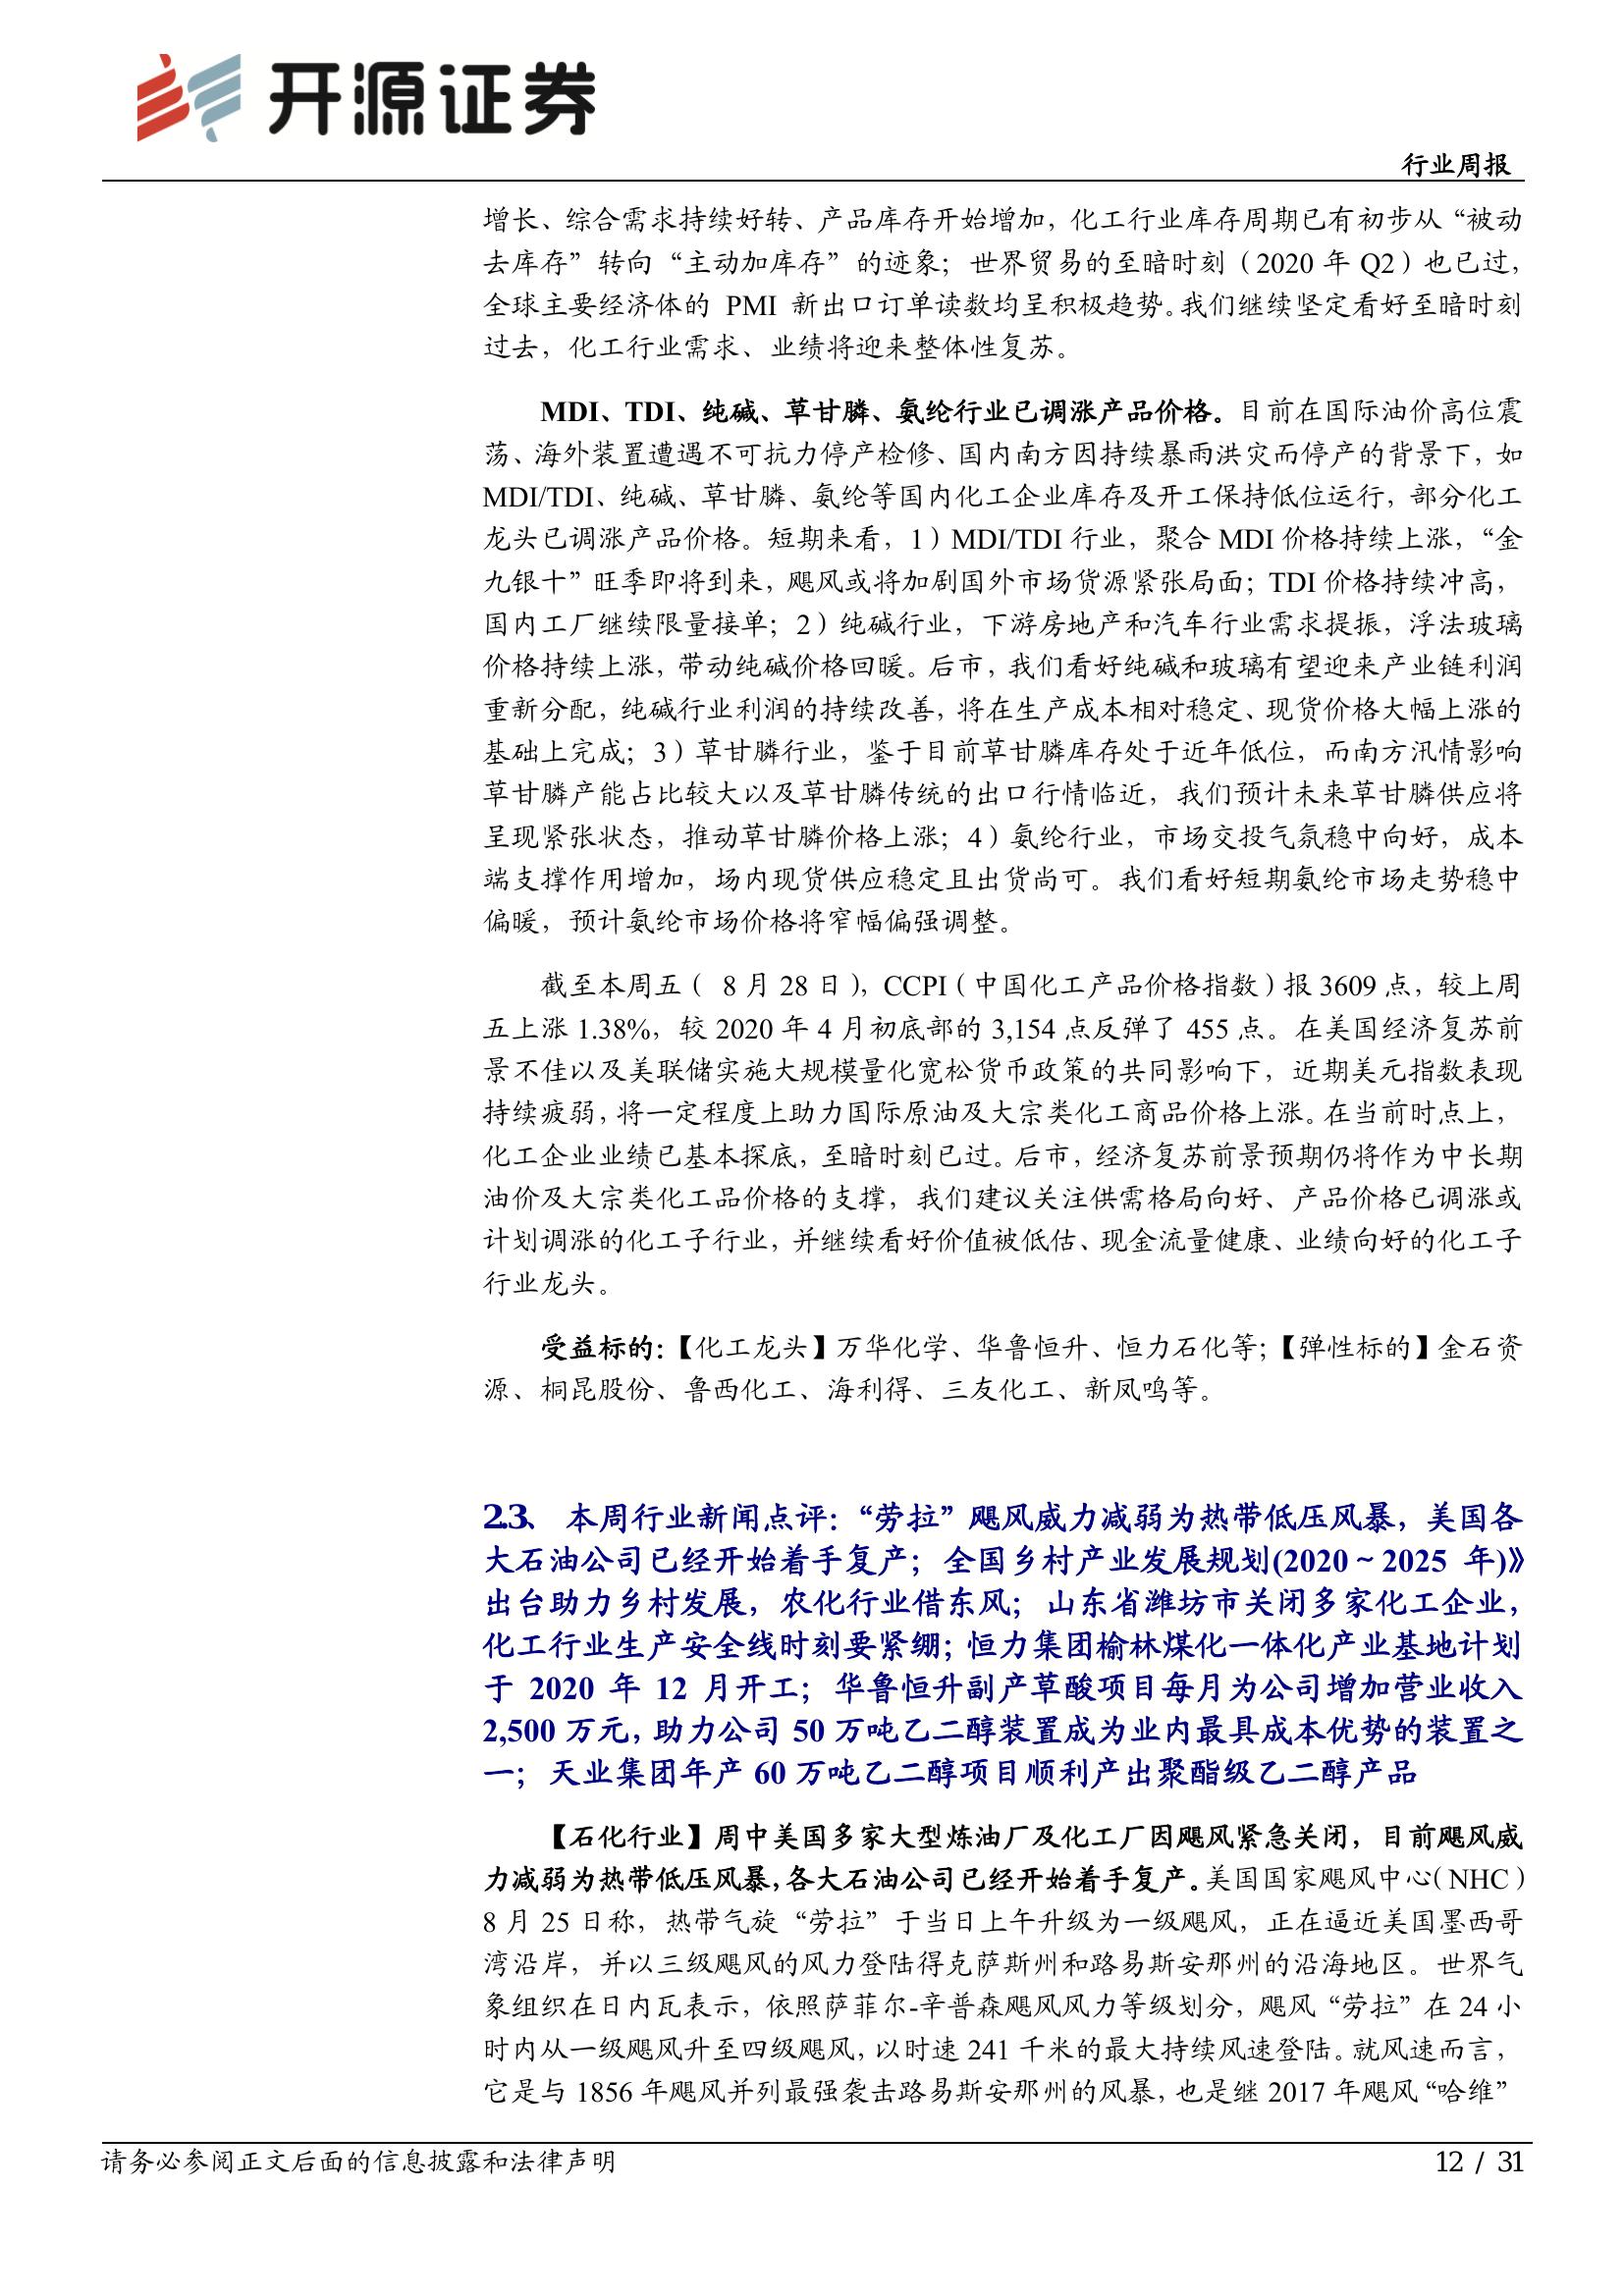 开源证券
行业周报
增长、综合需求持续好转、产品库存开始增加，化工行业库存周期已有初步从“被动
去库存”转向“主动加库存”的迹象；世界贸易的至暗时刻（2020 年 Q2）也已过，
全球主要经济体的 PMI 新出口订单读数均呈积极趋势。我们继续坚定看好至暗时刻
过去，化工行业需求、业绩将迎来整体性复苏。
MDI、TDI、纯碱、草甘膦、氨纶行业已调涨产品价格。目前在国际油价高位震
荡、海外装置遭遇不可抗力停产检修、国内南方因持续暴雨洪灾而停产的背景下，如
MDI/TDI、纯碱、草甘膦、氨纶等国内化工企业库存及开工保持低位运行，部分化工
龙头已调涨产品价格。短期来看，1）MDI/TDI 行业，聚合 MDI 价格持续上涨，“金
九银十”旺季即将到来，飓风或将加剧国外市场货源紧张局面；TDI 价格持续冲高，
国内工厂继续限量接单；2）纯碱行业，下游房地产和汽车行业需求提振，浮法玻璃
价格持续上涨，带动纯碱价格回暖。后市，我们看好纯碱和玻璃有望迎来产业链利润
重新分配，纯碱行业利润的持续改善，将在生产成本相对稳定、现货价格大幅上涨的
基础上完成；3）草甘膦行业，鉴于目前草甘膦库存处于近年低位，而南方汛情影响
草甘膦产能占比较大以及草甘膦传统的出口行情临近，我们预计未来草甘膦供应将
呈现紧张状态，推动草甘膦价格上涨；4）氨纶行业，市场交投气氛稳中向好，成本
端支撑作用增加，场内现货供应稳定且出货尚可。我们看好短期氨纶市场走势稳中
偏暖，预计氨纶市场价格将窄幅偏强调整。
截至本周五（ 8 月 28 日），CCPI（中国化工产品价格指数）报 3609 点，较上周
五上涨 1.38%，较 2020 年 4 月初底部的 3,154 点反弹了 455 点。在美国经济复苏前
景不佳以及美联储实施大规模量化宽松货币政策的共同影响下，近期美元指数表现
持续疲弱，将一定程度上助力国际原油及大宗类化工商品价格上涨。在当前时点上，
化工企业业绩已基本探底，至暗时刻已过。后市，经济复苏前景预期仍将作为中长期
油价及大宗类化工品价格的支撑，我们建议关注供需格局向好、产品价格已调涨或
计划调涨的化工子行业，并继续看好价值被低估、现金流量健康、业绩向好的化工子
行业龙头。
受益标的：【化工龙头】万华化学、华鲁恒升、恒力石化等；【弹性标的】金石资
源、桐昆股份、鲁西化工、海利得、三友化工、新凤鸣等。
2.3、 本周行业新闻点评：“劳拉”飓风威力减弱为热带低压风暴，美国各
大石油公司已经开始着手复产；全国乡村产业发展规划(2020～2025 年)》
出台助力乡村发展，农化行业借东风；山东省潍坊市关闭多家化工企业，
化工行业生产安全线时刻要紧绷；恒力集团榆林煤化一体化产业基地计划
于 2020 年 12 月开工；华鲁恒升副产草酸项目每月为公司增加营业收入
2,500 万元，助力公司 50 万吨乙二醇装置成为业内最具成本优势的装置之
一；天业集团年产 60 万吨乙二醇项目顺利产出聚酯级乙二醇产品
【石化行业】周中美国多家大型炼油厂及化工厂因飓风紧急关闭，目前飓风威
力减弱为热带低压风暴，各大石油公司已经开始着手复产。美国国家飓风中心（NHC）
8 月 25 日称，热带气旋“劳拉”于当日上午升级为一级飓风，正在逼近美国墨西哥
湾沿岸，并以三级飓风的风力登陆得克萨斯州和路易斯安那州的沿海地区。世界气
象组织在日内瓦表示，依照萨菲尔-辛普森飓风风力等级划分，飓风“劳拉”在 24 小
时内从一级飓风升至四级飓风，以时速 241 千米的最大持续风速登陆。就风速而言，
它是与 1856 年飓风并列最强袭击路易斯安那州的风暴，也是继 2017 年飓风“哈维”
请务必参阅正文后面的信息披露和法律声明
12 / 31